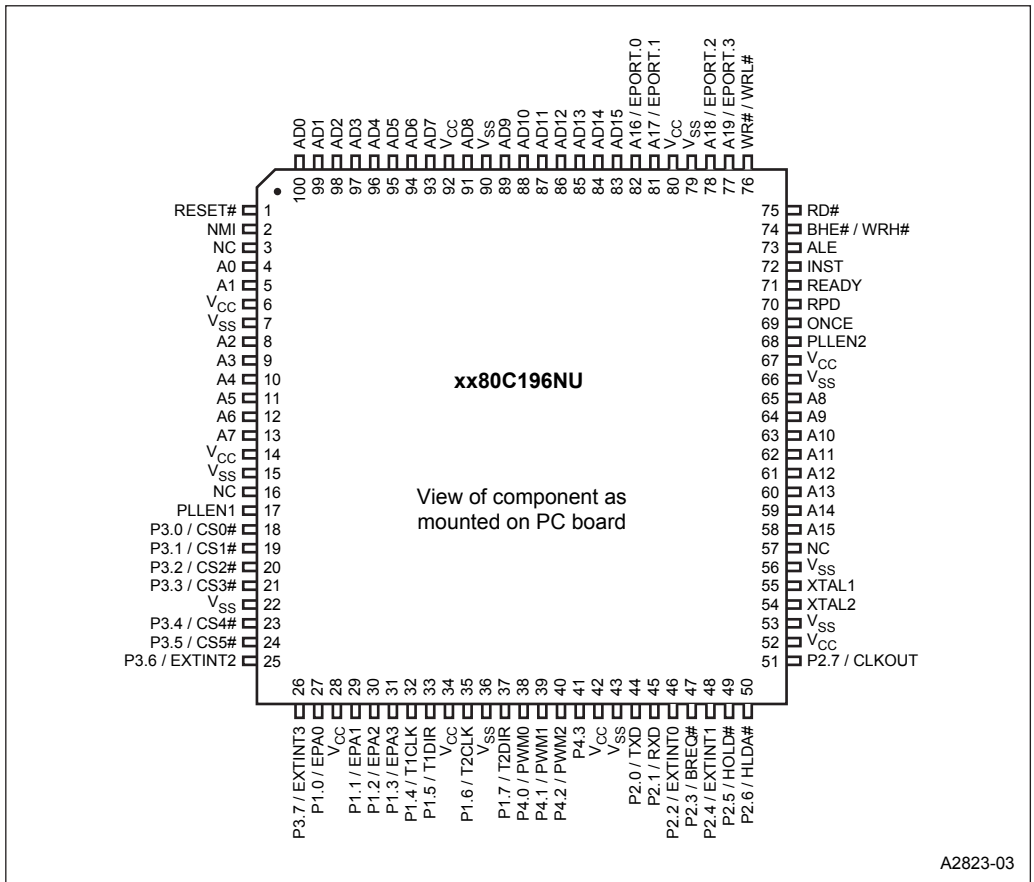 AD0
AD1
AD2
AD3
AD4
AD5
AD6
AD7
VCC
AD8
VSS
AD9
AD10
AD11
AD12
AD13
AD14
AD15
A16 / EPORT.0
A17 / EPORT.1
VCC
VSS
A18 / EPORT.2
A19 / EPORT.3
WR# / WRL#
100
99
98
97
96
95
94
93
92
91
90
89
88
87
86
85
84
83
82
81
80
79
78
77
76
RESET# 1
NMI 2
NC 3
A0 4
A1 5
VCC 6
VSS 7
A2 8
A3 9
A4 10
A5 11
A6 12
A7 13
VCC 14
VSS 15
NC 16
PLLEN1 17
P3.0 / CS0# 18
P3.1 / CS1# 19
P3.2 / CS2# 20
P3.3 / CS3# 21
VSS 22
P3.4 / CS4# 23
P3.5 / CS5# 24
P3.6 / EXTINT2 25
xx80C196NU
View of component as
mounted on PC board
75 RD#
74 BHE# / WRH#
73 ALE
72 INST
71 READY
70 RPD
69 ONCE
68 PLLEN2
67 VCC
66 VSS
65 A8
64 A9
63 A10
62 A11
61 A12
60 A13
59 A14
58 A15
57 NC
56 VSS
55 XTAL1
54 XTAL2
53 VSS
52 VCC
51 P2.7 / CLKOUT
26
27
28
29
30
31
32
33
34
35
36
37
38
39
40
41
42
43
44
45
46
47
48
49
50
P3.7 / EXTINT3
P1.0 / EPA0
VCC
P1.1 / EPA1
P1.2 / EPA2
P1.3 / EPA3
P1.4 / T1CLK
P1.5 / T1DIR
VCC
P1.6 / T2CLK
VSS
P1.7 / T2DIR
P4.0 / PWM0
P4.1 / PWM1
P4.2 / PWM2
P4.3
VCC
VSS
P2.0 / TXD
P2.1 / RXD
P2.2 / EXTINT0
P2.3 / BREQ#
P2.4 / EXTINT1
P2.5 / HOLD#
P2.6 / HLDA#
A2823-03